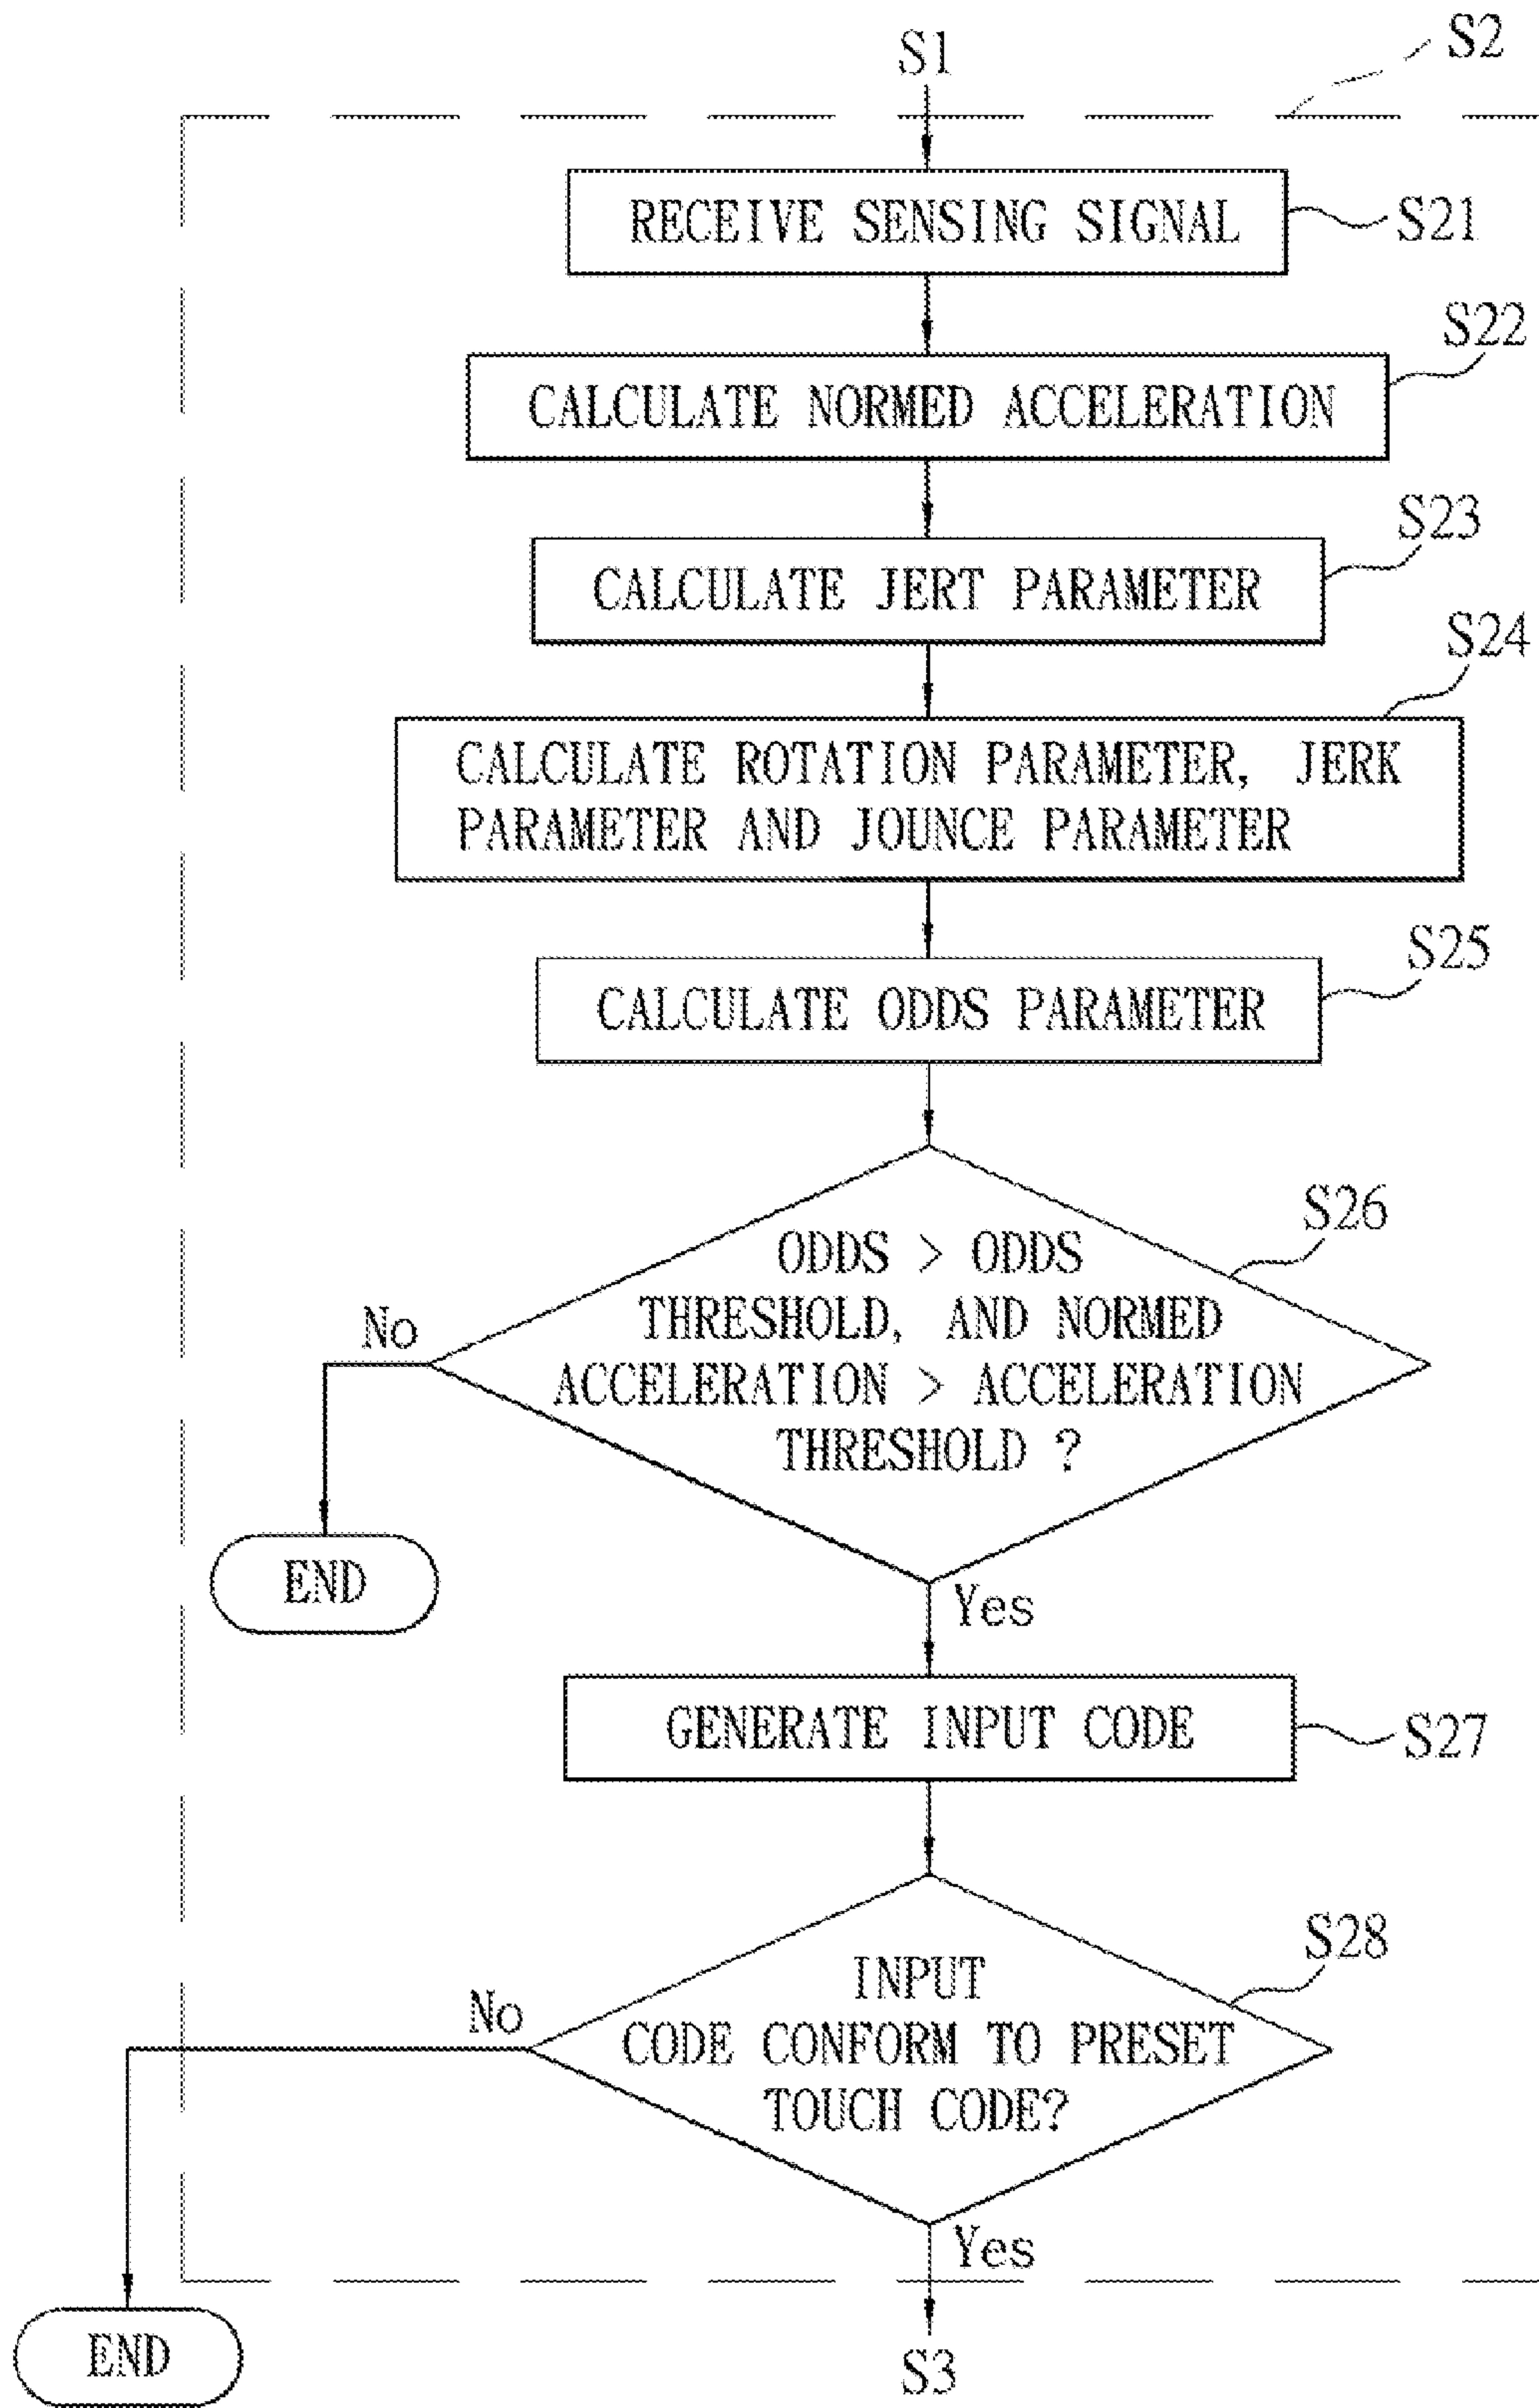 S1
S2
RECEIVE SENSING SIGNAL
S21
S22
CALCULATE NORMED ACCELERATION
S23
CALCULATE JERT PARAMETER
S24
CALCULATE ROTATION PARAMETER, JERK
PARAMETER AND JOUNCE PARAMETER
S25
CALCULATE ODDS PARAMETER
S26
ODDS > ODDS
THRESHOLD, AND NORMED
ACCELERATION > ACCELERATION
THRESHOLD ?
No
END
Yes
GENERATE INPUT CODE
S27
S28
INPUT
CODE CONFORM TO PRESET
TOUCH CODE?
No
Yes
END
S3